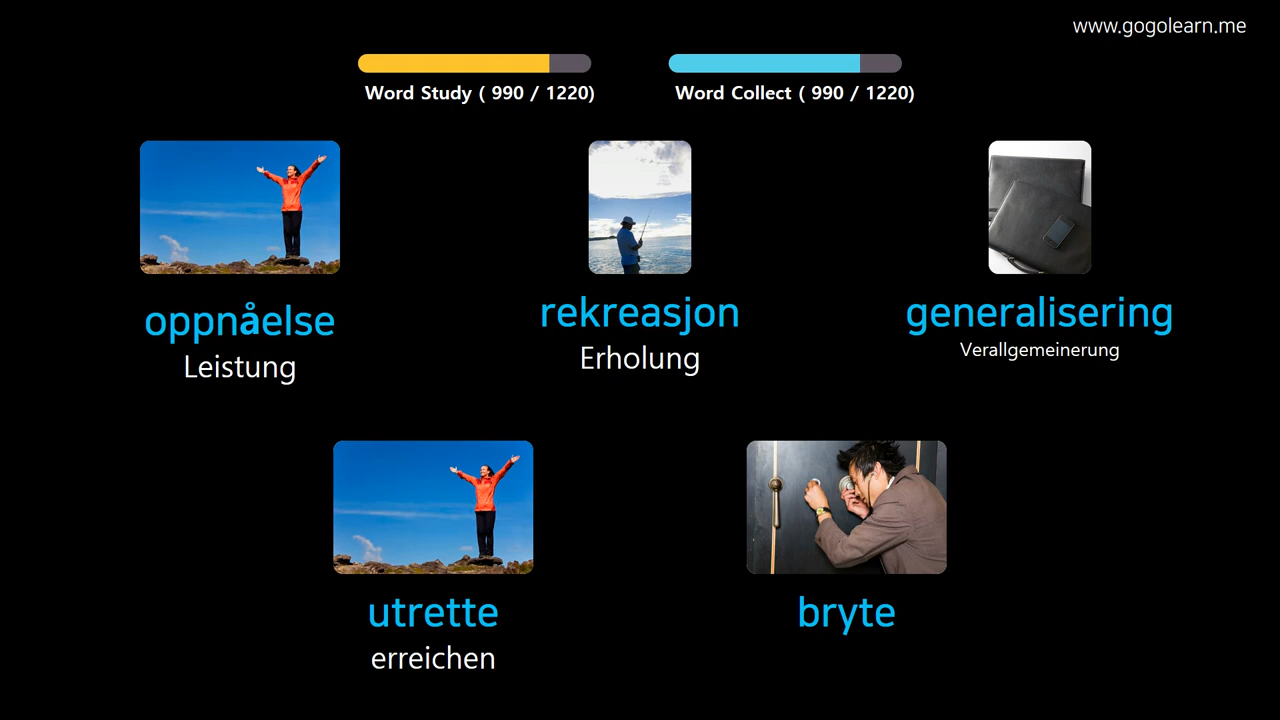 www.gogolearn.me
Word Study ( 990 / 1220)
Word Collect ( 990 / 1220)
oppnåelse
Leistung
rekreasjon
Erholung
generalisering
Verallgemeinerung
utrette
erreichen
bryte